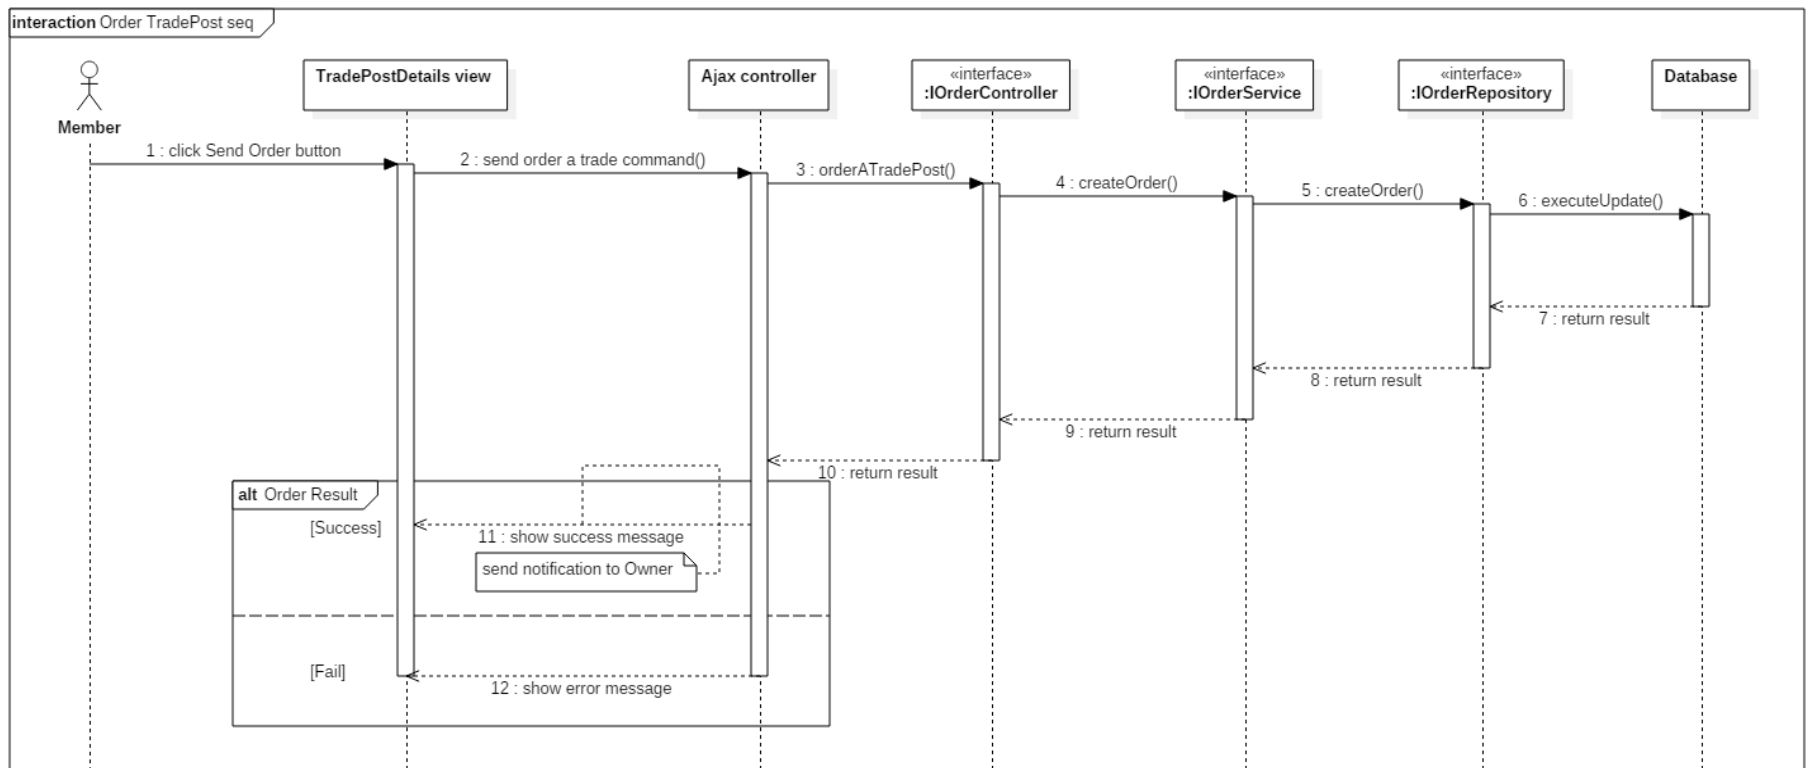 interaction Order TradePost seq
Member
TradePostDetails view
Ajax controller
«interface»
:IOrderController
«interface»
:IOrderService
«interface»
:IOrderRepository
Database
1 : click Send Order button
2 : send order a trade command()
3 : orderATradePost()
4 : createOrder()
5 : createOrder()
6 : executeUpdate()
7 : return result
8 : return result
9 : return result
10 : return result
alt Order Result
[Success]
11 : show success message
send notification to Owner
[Fail]
12 : show error message